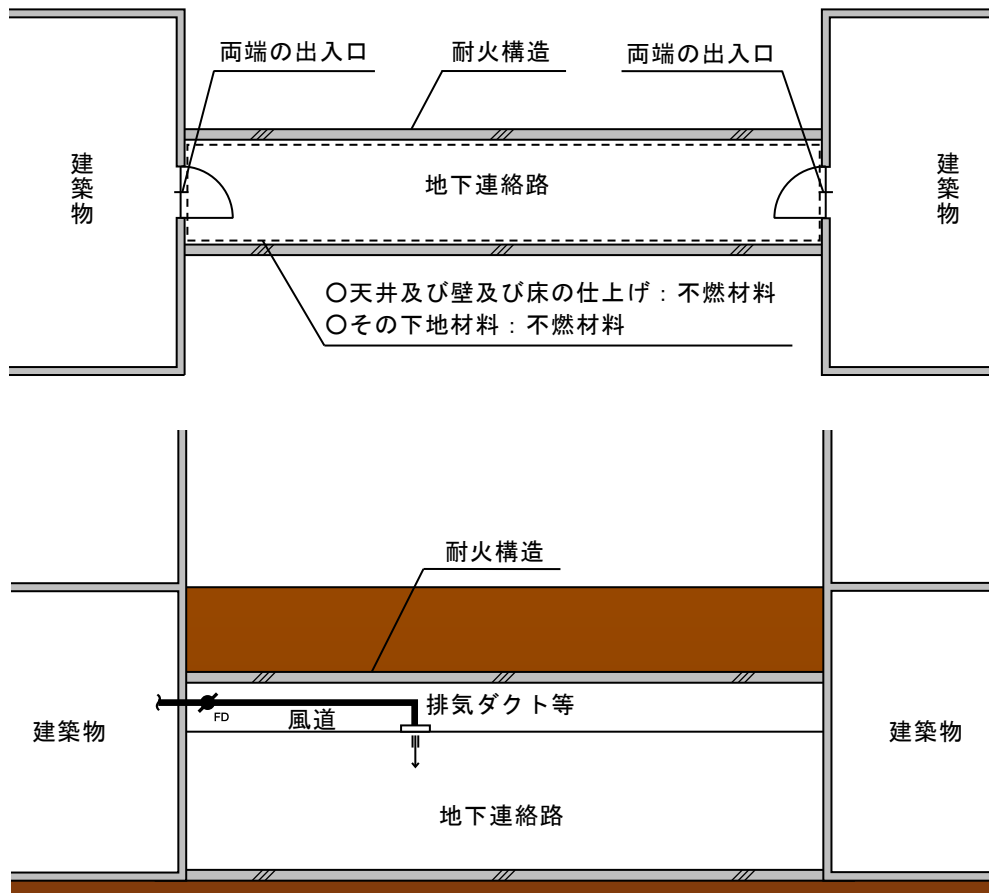 両端の出入口
耐火構造
両端の出入口
建築物
地下連絡路
建築物
〇天井及び壁及び床の仕上げ：不燃材料
〇その下地材料：不燃材料
耐火構造
排気ダクト等
FD
風道
建築物
建築物
地下連絡路